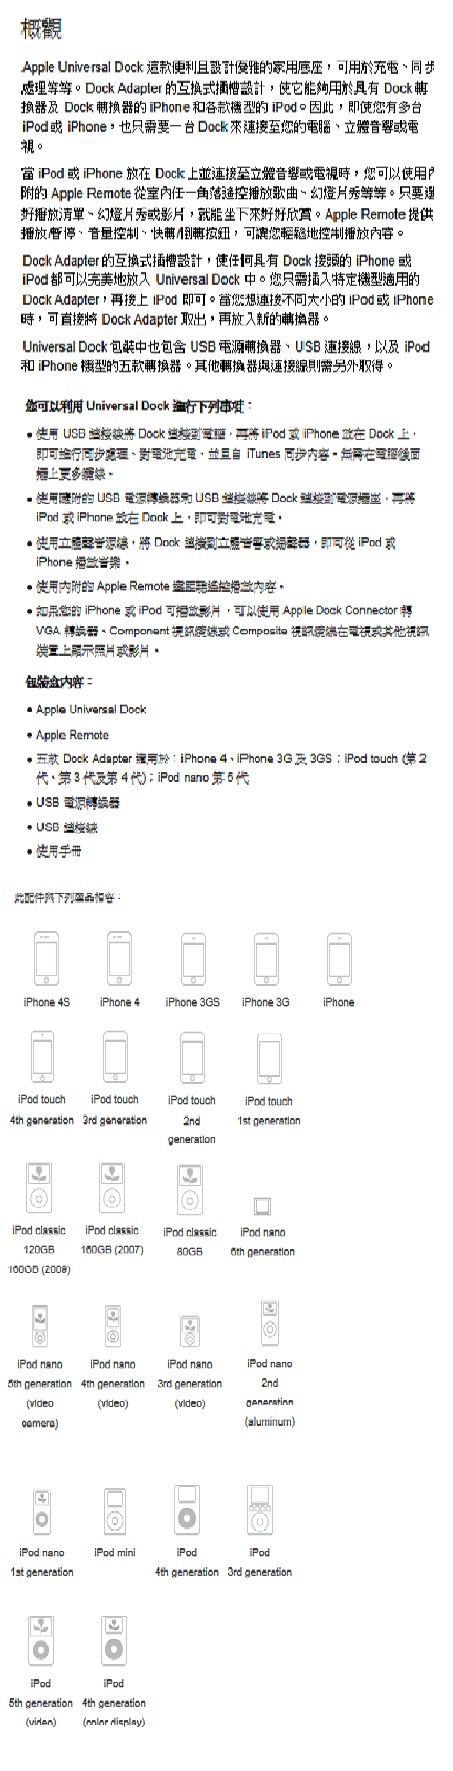 概觀
Apple Universal Dock 這款便利且設計優雅的家用底座，可用於充電、同步
處理等等。Dock Adapter 的互換式插槽設計，使它能夠用於具有 Dock 轉
換器及 Dock 轉換器的 iPhone 和各款機型的 iPod。因此，即使您有多台
iPod 或 iPhone，也只需要一台 Dock 來連接至您的電腦、立體音響或電
視。
當 iPod 或 iPhone 放在 Dock 上並連接至立體音響或電視時，您可以使用內
附的 Apple Remote 從室內任一角落遙控播放歌曲、幻燈片秀等等。只要選
好播放清單、幻燈片秀或影片，就能坐下來好好欣賞。Apple Remote 提供
播放/暫停、音量控制、快轉/倒轉按鈕，可讓您輕鬆地控制播放內容。
Dock Adapter 的互換式插槽設計，使任何具有 Dock 接頭的 iPhone 或
iPod 都可以完美地放入 Universal Dock 中。您只需插入特定機型適用的
Dock Adapter，再接上 iPod 即可。當您想連接不同大小的 iPod 或 iPhone
時，可直接將 Dock Adapter 取出，再放入新的轉換器。
Universal Dock 包裝中也包含 USB 電源轉換器、USB 連接線，以及 iPod
和 iPhone 機型的五款轉換器。其他轉換器與連接線則需另外取得。
您可以利用 Universal Dock 進行下列事項：
• 使用 USB 連接線將 Dock 連接到電腦，再將 iPod 或 iPhone 放在 Dock 上，
即可進行同步處理、對電池充電，並且自 iTunes 同步內容。無需在電腦後面
插上更多纜線。
• 使用隨附的 USB 電源轉換器和 USB 連接線將 Dock 連接到電源插座，再將
iPod 或 iPhone 放在 Dock 上，即可對電池充電。
• 使用立體聲音源線，將 Dock 連接到立體音響或揚聲器，即可從 iPod 或
iPhone 播放音樂。
• 使用內附的 Apple Remote 遠距離遙控播放內容。
• 如果您的 iPhone 或 iPod 可播放影片，可以使用 Apple Dock Connector 轉
VGA 轉換器、Component 視訊纜線或 Composite 視訊纜線在電視或其他視訊
裝置上顯示照片或影片。
包裝盒內容：
• Apple Universal Dock
• Apple Remote
• 五款 Dock Adapter 適用於：iPhone 4、iPhone 3G 及 3GS；iPod touch (第 2
代、第 3 代及第 4 代)；iPod nano 第 5 代
• USB 電源轉換器
• USB 連接線
• 使用手冊
此配件與下列產品相容：
iPhone 4S iPhone 4 iPhone 3GS iPhone 3G iPhone
iPod touch iPod touch iPod touch iPod touch
4th generation 3rd generation 2nd 1st generation
generation
iPod classic iPod classic iPod classic iPod nano
120GB 160GB (2007) 80GB 6th generation
160GB (2009)
iPod nano iPod nano iPod nano iPod nano
5th generation 4th generation 3rd generation 2nd
(video (video) (video) generation
camera) (aluminum)
iPod nano iPod mini iPod iPod
1st generation 4th generation 3rd generation
iPod iPod
5th generation 4th generation
(video) (color display)